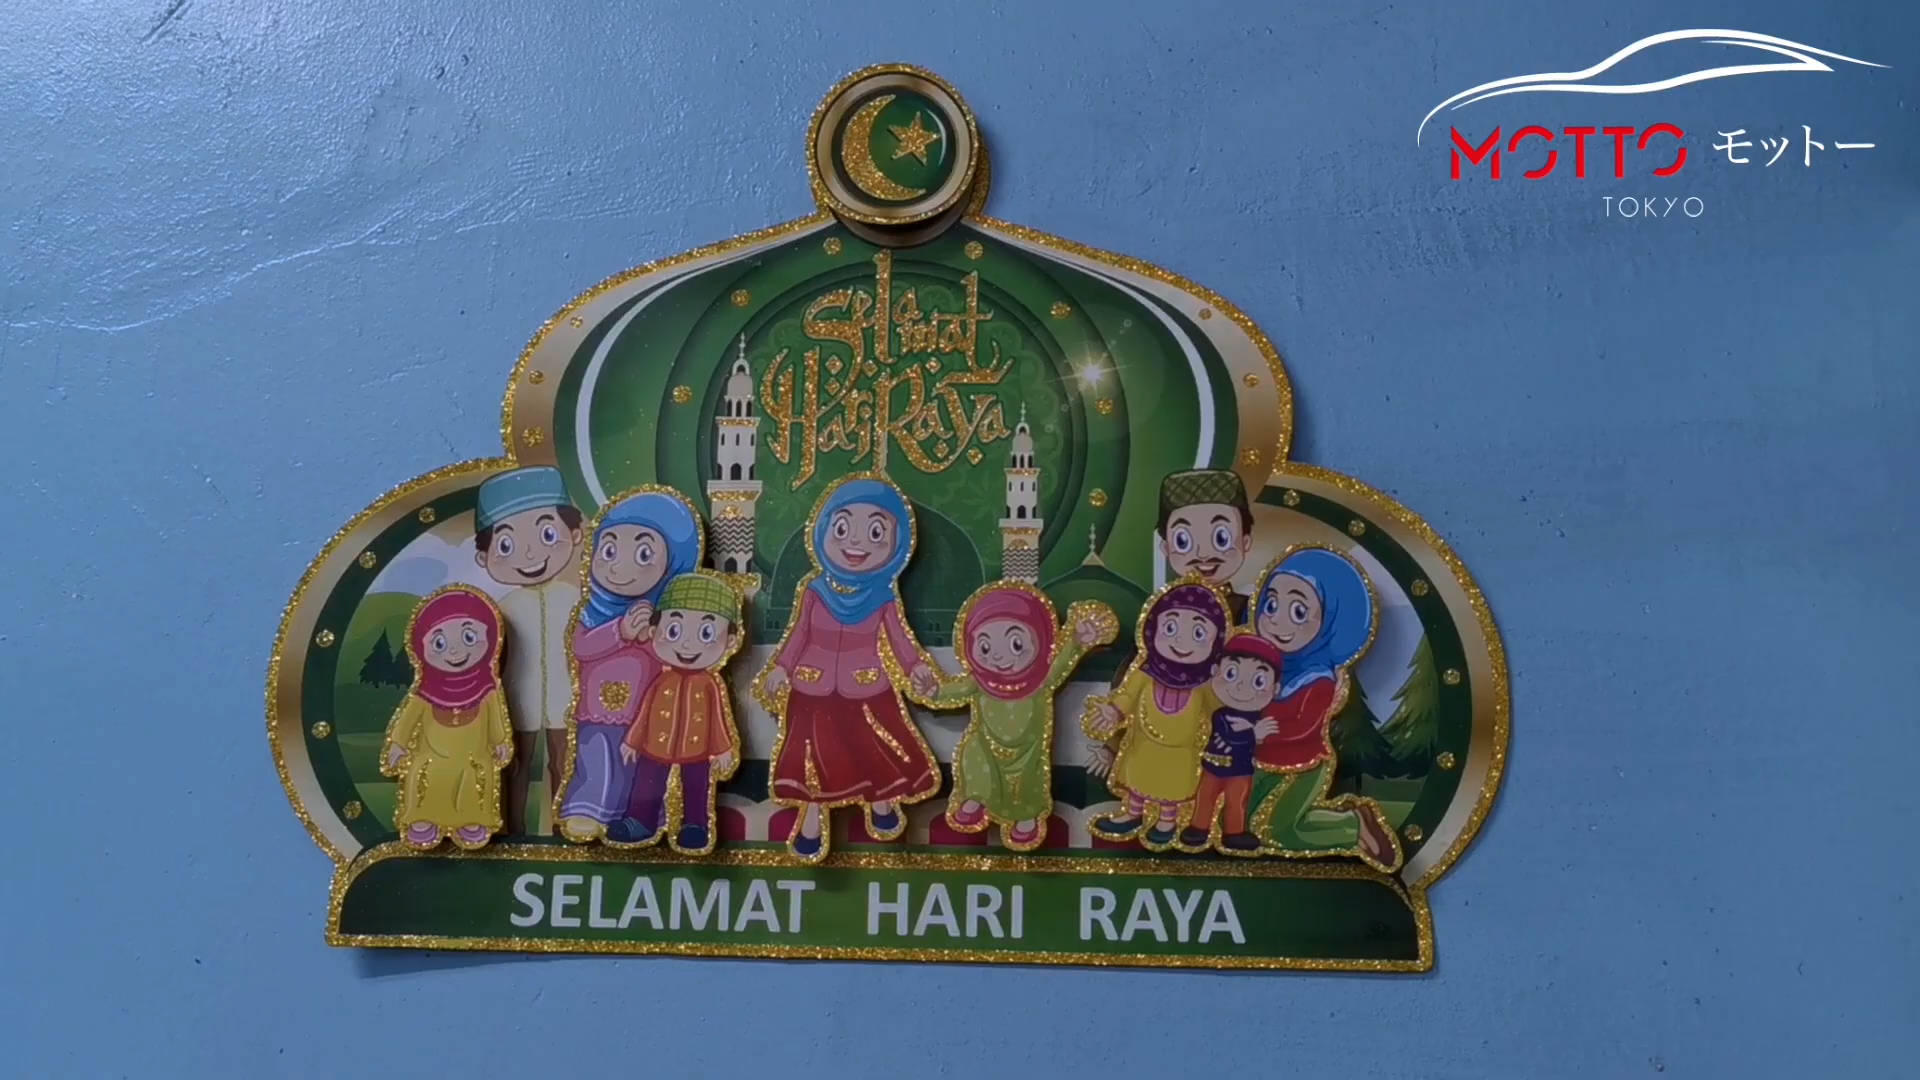 MOTTO モットー
TOKYO
Selamat
Hari Raya
SELAMAT HARI RAYA